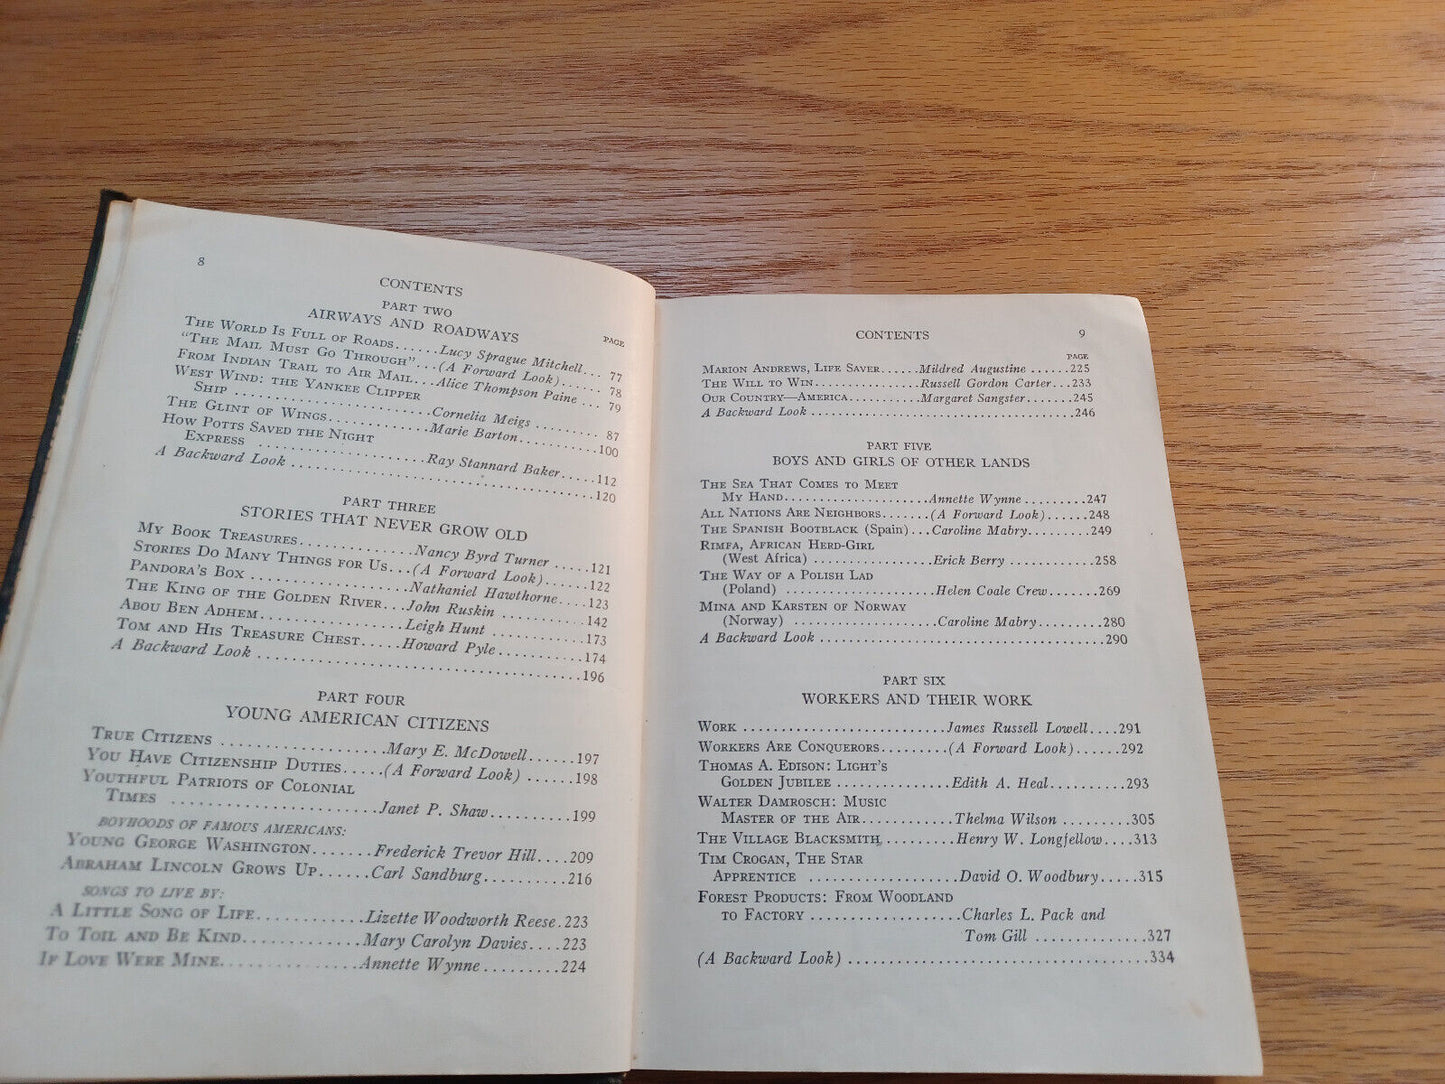 8
CONTENTS
PART TWO
AIRWAYS AND ROADWAYS
PAGE
The World Is Full of Roads......Lucy Sprague Mitchell... 77
"The Mail Must Go Through"...(A Forward Look)...... 78
From Indian Trail to Air Mail...Alice Thompson Paine ... 79
West Wind: the Yankee Clipper
Ship ..........................Cornelia Meigs ......... 87
The Glint of Wings.............Marie Barton..........100
How Potts Saved the Night
Express ......................Ray Stannard Baker.....112
A Backward Look ........................................120
PART THREE
STORIES THAT NEVER GROW OLD
My Book Treasures...............Nancy Byrd Turner .....121
Stories Do Many Things for Us...(A Forward Look)......122
Pandora's Box ....................Nathaniel Hawthorne....123
The King of the Golden River...John Ruskin ...........142
Abou Ben Adhem..................Leigh Hunt ............173
Tom and His Treasure Chest.....Howard Pyle...........174
A Backward Look ........................................196
PART FOUR
YOUNG AMERICAN CITIZENS
True Citizens ....................Mary E. McDowell......197
You Have Citizenship Duties.....(A Forward Look) ......198
Youthful Patriots of Colonial
Times .........................Janet P. Shaw..........199
BOYHOODS OF FAMOUS AMERICANS:
Young George Washington.......Frederick Trevor Hill....209
Abraham Lincoln Grows Up......Carl Sandburg..........216
SONGS TO LIVE BY:
A Little Song of Life............Lizette Woodworth Reese.223
To Toil and Be Kind.............Mary Carolyn Davies....223
If Love Were Mine................Annette Wynne.........224
CONTENTS 9
PAGE
Marion Andrews, Life Saver.....Mildred Augustine ......225
The Will to Win...............Russell Gordon Carter...233
Our Country—America...........Margaret Sangster.......245
A Backward Look .......................................246
PART FIVE
BOYS AND GIRLS OF OTHER LANDS
The Sea That Comes to Meet
My Hand.....................Annette Wynne.........247
All Nations Are Neighbors.......(A Forward Look)......248
The Spanish Bootblack (Spain)...Caroline Mabry.........249
Rimfa, African Herd-Girl
(West Africa) .................Erick Berry ............258
The Way of a Polish Lad
(Poland) .....................Helen Coale Crew.......269
Mina and Karsten of Norway
(Norway) ....................Caroline Mabry.........280
A Backward Look .......................................290
PART SIX
WORKERS AND THEIR WORK
Work .........................James Russell Lowell....291
Workers Are Conquerors.........(A Forward Look)......292
Thomas A. Edison: Light's
Golden Jubilee ...............Edith A. Heal..........293
Walter Damrosch: Music
Master of the Air.............Thelma Wilson .........305
The Village Blacksmith..........Henry W. Longfellow....313
Tim Crogan, The Star
Apprentice ..................David O. Woodbury.....315
Forest Products: From Woodland
to Factory ..................Charles L. Pack and
Tom Gill ..............327
(A Backward Look) .....................................334